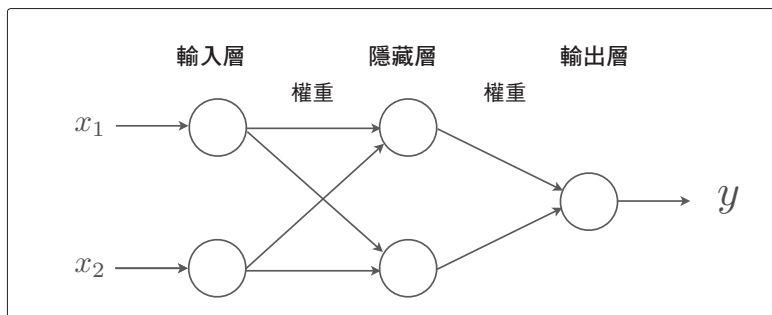 輸入層 隱藏層 輸出層
權重 權重
x₁
x₂
y